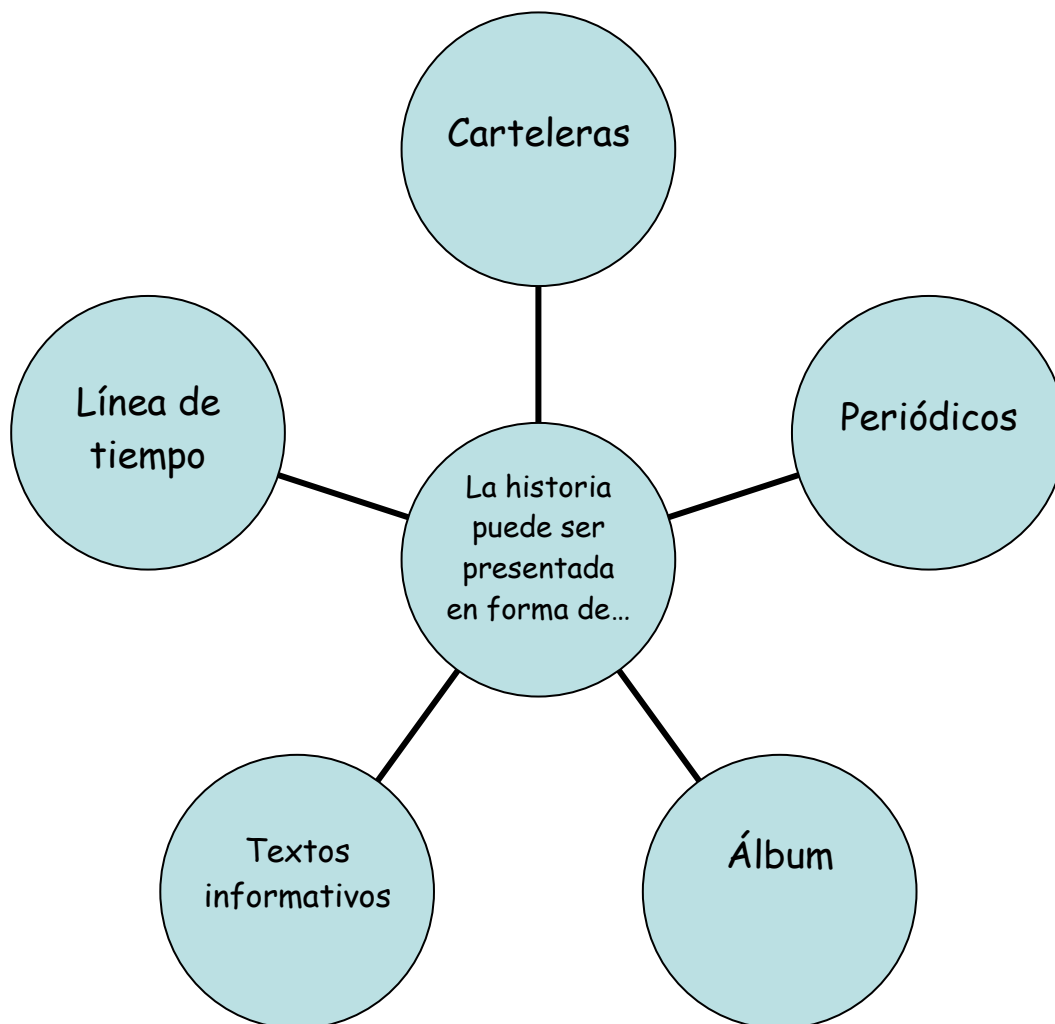 Carteleras
Línea de
tiempo
Periódicos
La historia
puede ser
presentada
en forma de…
Textos
informativos
Álbum